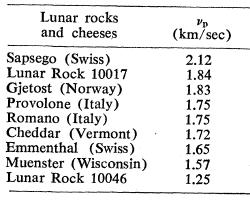 Lunar rocks and cheeses νp (km/sec)
Sapsego (Swiss) 2.12
Lunar Rock 10017 1.84
Gjetost (Norway) 1.83
Provolone (Italy) 1.75
Romano (Italy) 1.75
Cheddar (Vermont) 1.72
Emmenthal (Swiss) 1.65
Muenster (Wisconsin) 1.57
Lunar Rock 10046 1.25